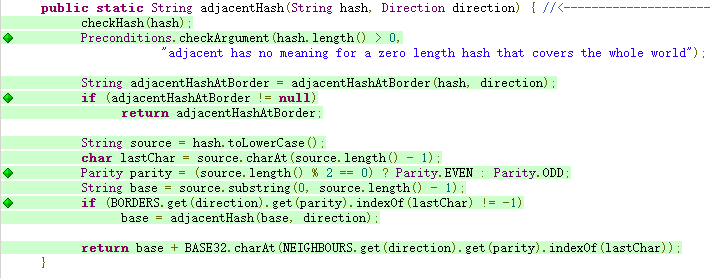 public static String adjacentHash(String hash, Direction direction) { //<---------------------
checkHash(hash);
Preconditions.checkArgument(hash.length() > 0,
"adjacent has no meaning for a zero length hash that covers the whole world");
String adjacentHashAtBorder = adjacentHashAtBorder(hash, direction);
if (adjacentHashAtBorder != null)
return adjacentHashAtBorder;
String source = hash.toLowerCase();
char lastChar = source.charAt(source.length() - 1);
Parity parity = (source.length() % 2 == 0) ? Parity.EVEN : Parity.ODD;
String base = source.substring(0, source.length() - 1);
if (BORDERS.get(direction).get(parity).indexOf(lastChar) != -1)
base = adjacentHash(base, direction);
return base + BASE32.charAt(NEIGHBOURS.get(direction).get(parity).indexOf(lastChar));
}